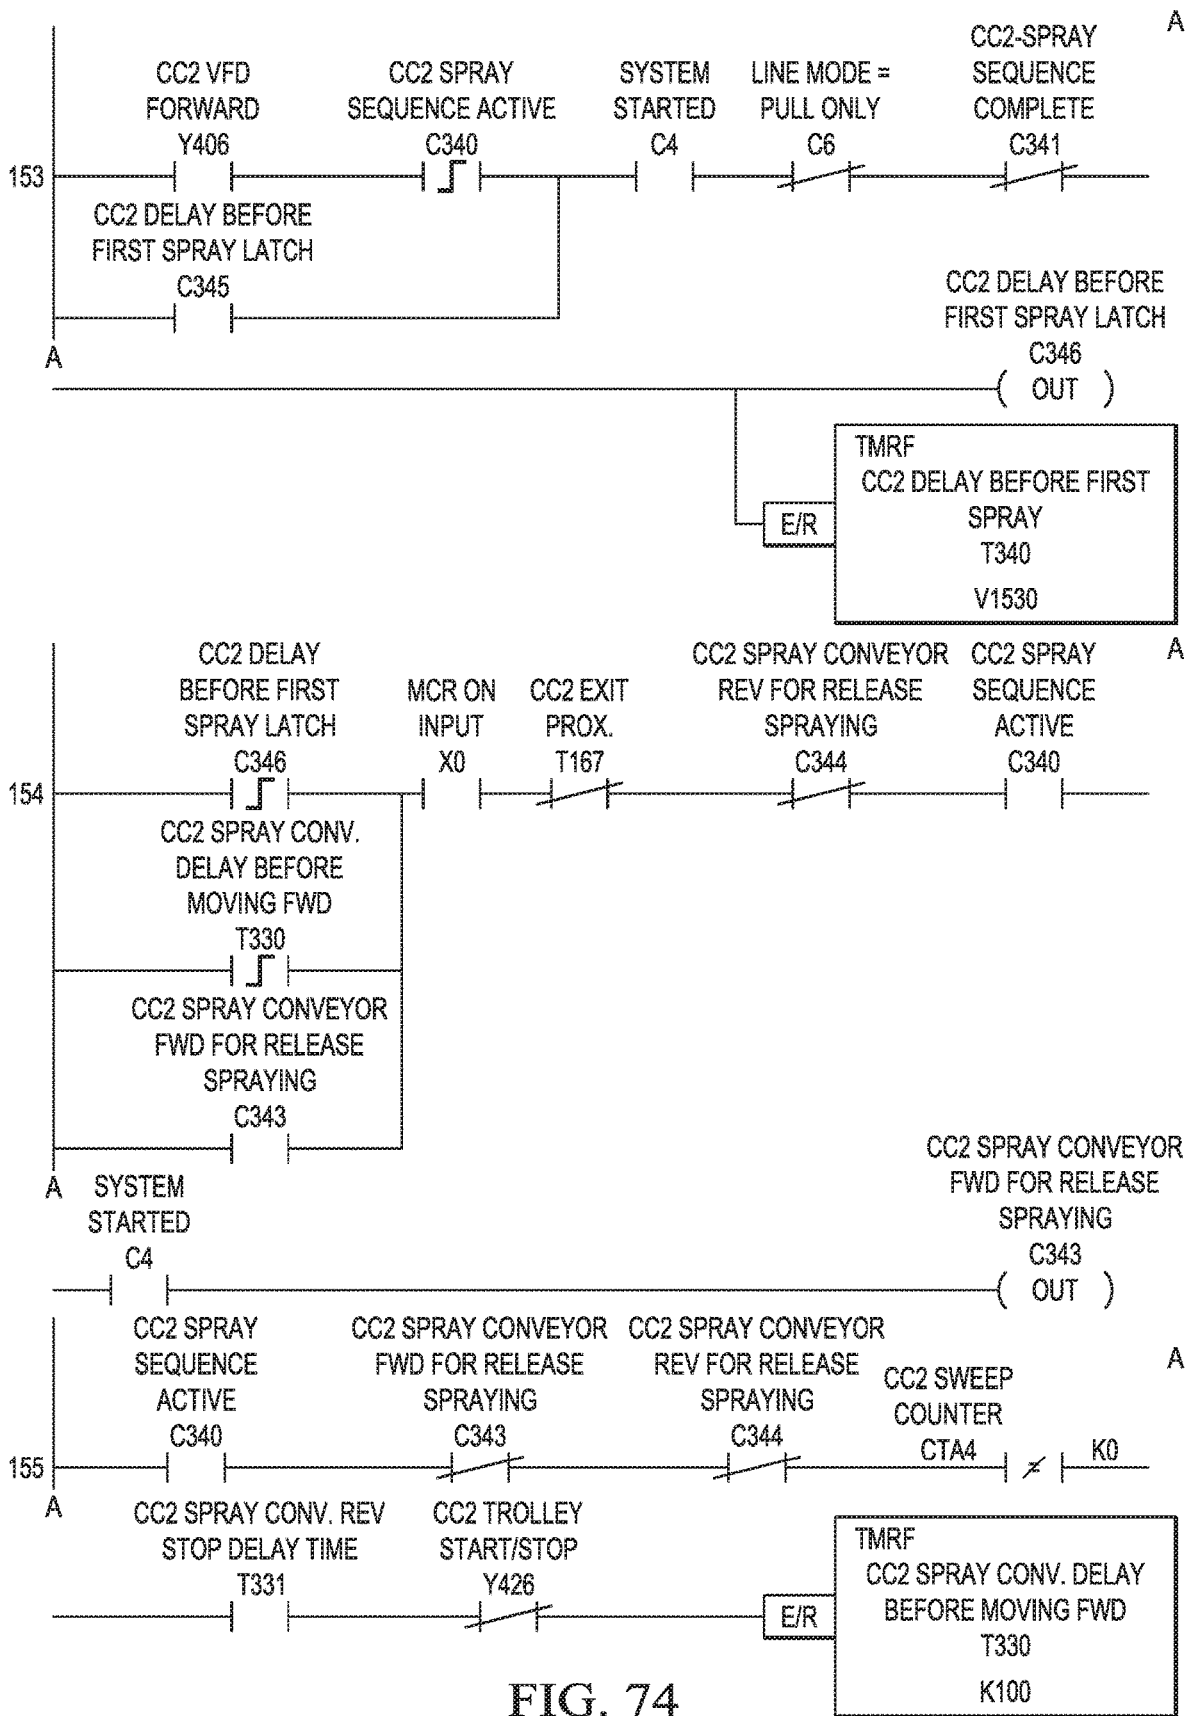 A
CC2 VFD
FORWARD
Y406
CC2 SPRAY
SEQUENCE ACTIVE
C340
SYSTEM
STARTED
C4
LINE MODE =
PULL ONLY
C6
CC2-SPRAY
SEQUENCE
COMPLETE
C341
153
CC2 DELAY BEFORE
FIRST SPRAY LATCH
C345
A
CC2 DELAY BEFORE
FIRST SPRAY LATCH
C346
( OUT )
E/R
TMRF
CC2 DELAY BEFORE FIRST
SPRAY
T340
V1530
A
CC2 DELAY
BEFORE FIRST
SPRAY LATCH
C346
MCR ON
INPUT
X0
CC2 EXIT
PROX.
T167
CC2 SPRAY CONVEYOR
REV FOR RELEASE
SPRAYING
C344
CC2 SPRAY
SEQUENCE
ACTIVE
C340
154
CC2 SPRAY CONV.
DELAY BEFORE
MOVING FWD
T330
CC2 SPRAY CONVEYOR
FWD FOR RELEASE
SPRAYING
C343
A
SYSTEM
STARTED
C4
CC2 SPRAY CONVEYOR
FWD FOR RELEASE
SPRAYING
C343
( OUT )
A
CC2 SPRAY
SEQUENCE
ACTIVE
C340
CC2 SPRAY CONVEYOR
FWD FOR RELEASE
SPRAYING
C343
CC2 SPRAY CONVEYOR
REV FOR RELEASE
SPRAYING
C344
CC2 SWEEP
COUNTER
CTA4
≠
K0
155
A
CC2 SPRAY CONV. REV
STOP DELAY TIME
T331
CC2 TROLLEY
START/STOP
Y426
E/R
TMRF
CC2 SPRAY CONV. DELAY
BEFORE MOVING FWD
T330
K100
FIG. 74